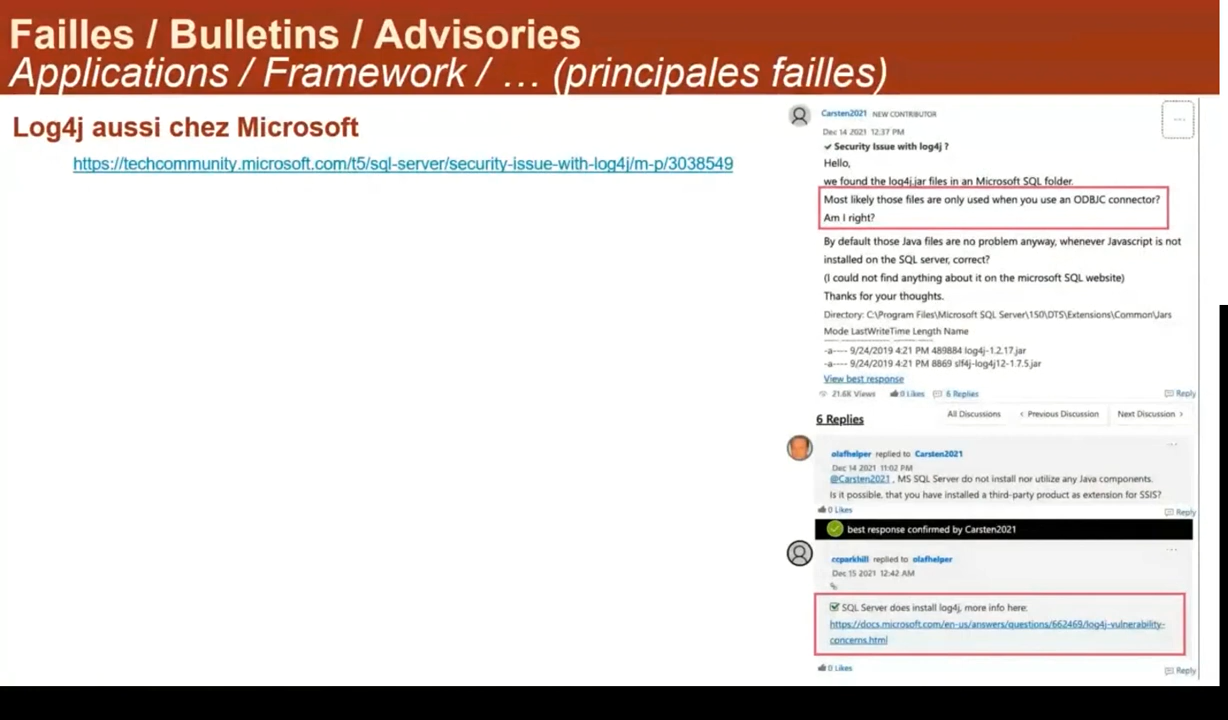 Failles / Bulletins / Advisories
Applications / Framework / … (principales failles)
Log4j aussi chez Microsoft
https://techcommunity.microsoft.com/t5/sql-server/security-issue-with-log4j/m-p/3038549
Carsten2021 NEW CONTRIBUTOR
Dec 14 2021 12:37 PM
✔ Security Issue with log4j ?
Hello,
we found the log4j.jar files in an Microsoft SQL folder.
Most likely those files are only used when you use an ODBJC connector?
Am I right?
By default those Java files are no problem anyway, whenever Javascript is not
installed on the SQL server, correct?
(I could not find anything about it on the microsoft SQL website)
Thanks for your thoughts.
Directory: C:\Program Files\Microsoft SQL Server\150\DTS\Extensions\Common\Jars
Mode LastWriteTime Length Name
-a---- 9/24/2019 4:21 PM 489884 log4j-1.2.17.jar
-a---- 9/24/2019 4:21 PM 8869 slf4j-log4j12-1.7.5.jar
View best response
21.6K Views 0 Likes 6 Replies Reply
6 Replies All Discussions < Previous Discussion Next Discussion >
olafhelper replied to Carsten2021
Dec 14 2021 11:02 PM
@Carsten2021 , MS SQL Server do not install nor utilize any Java components.
Is it possible, that you have installed a third-party product as extension for SSIS?
0 Likes Reply
best response confirmed by Carsten2021
ccparkhill replied to olafhelper
Dec 15 2021 12:42 AM
SQL Server does install log4j, more info here:
https://docs.microsoft.com/en-us/answers/questions/662469/log4j-vulnerability-
concerns.html
0 Likes Reply